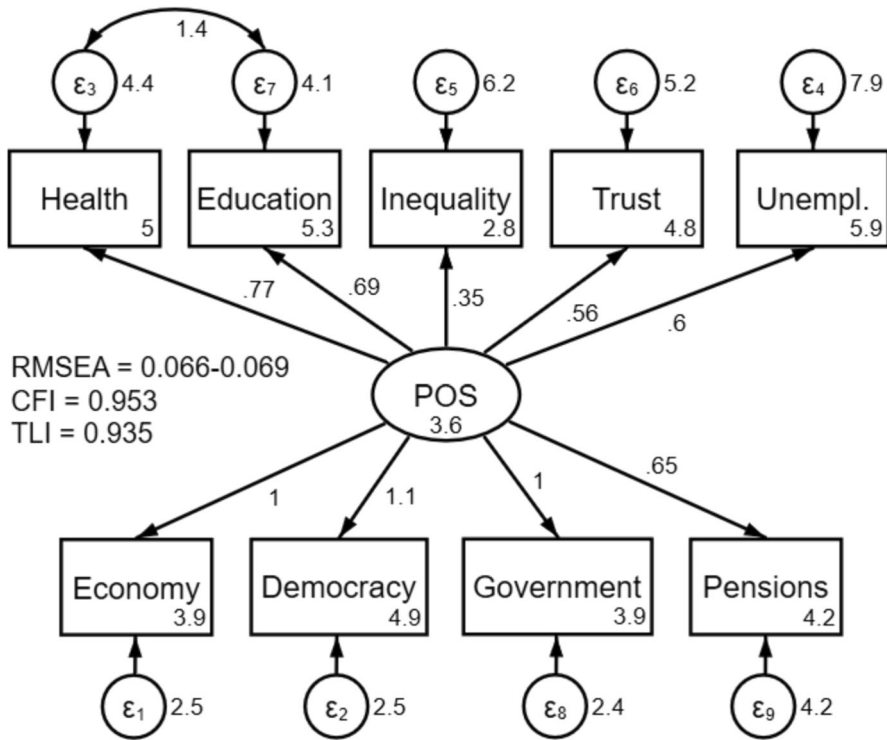 1.4
ε3 4.4 ε7 4.1 ε5 6.2 ε6 5.2 ε4 7.9
Health 5
Education 5.3
Inequality 2.8
Trust 4.8
Unempl. 5.9
.77 .69 .35 .56 .6
RMSEA = 0.066-0.069
CFI = 0.953
TLI = 0.935
POS
3.6
1 1.1 1 .65
Economy 3.9
Democracy 4.9
Government 3.9
Pensions 4.2
ε1 2.5 ε2 2.5 ε8 2.4 ε9 4.2